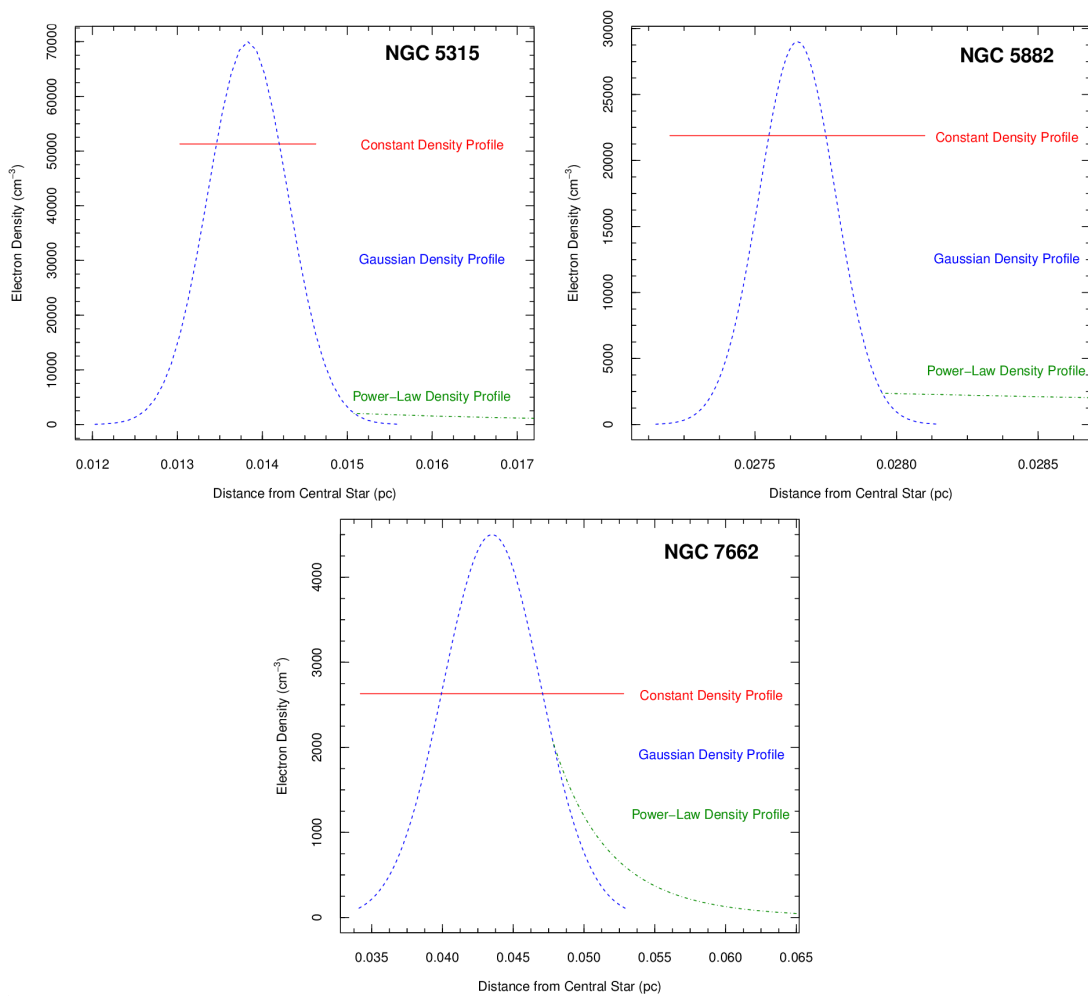 NGC 5315
Constant Density Profile
Gaussian Density Profile
Power−Law Density Profile
Electron Density (cm−3)
70000
60000
50000
40000
30000
20000
10000
0
0.012 0.013 0.014 0.015 0.016 0.017
Distance from Central Star (pc)
NGC 5882
Constant Density Profile
Gaussian Density Profile
Power−Law Density Profile
Electron Density (cm−3)
30000
25000
20000
15000
10000
5000
0
0.0275 0.0280 0.0285
Distance from Central Star (pc)
NGC 7662
Constant Density Profile
Gaussian Density Profile
Power−Law Density Profile
Electron Density (cm−3)
4000
3000
2000
1000
0
0.035 0.040 0.045 0.050 0.055 0.060 0.065
Distance from Central Star (pc)